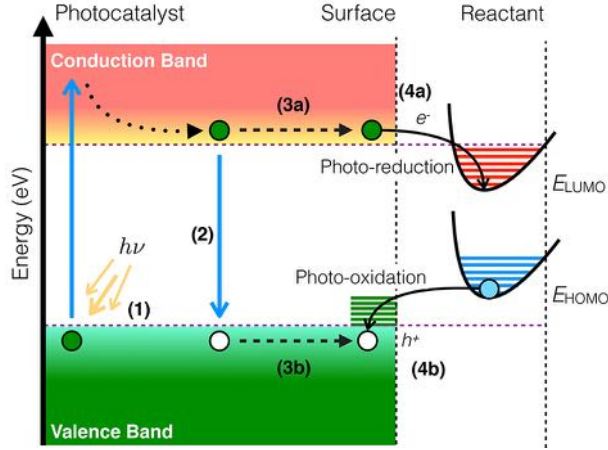 Photocatalyst
Surface
Reactant
Conduction Band
(3a)
(4a)
e-
Photo-reduction
ELUMO
Energy (eV)
(2)
hν
Photo-oxidation
EHOMO
(1)
h+
(3b)
(4b)
Valence Band